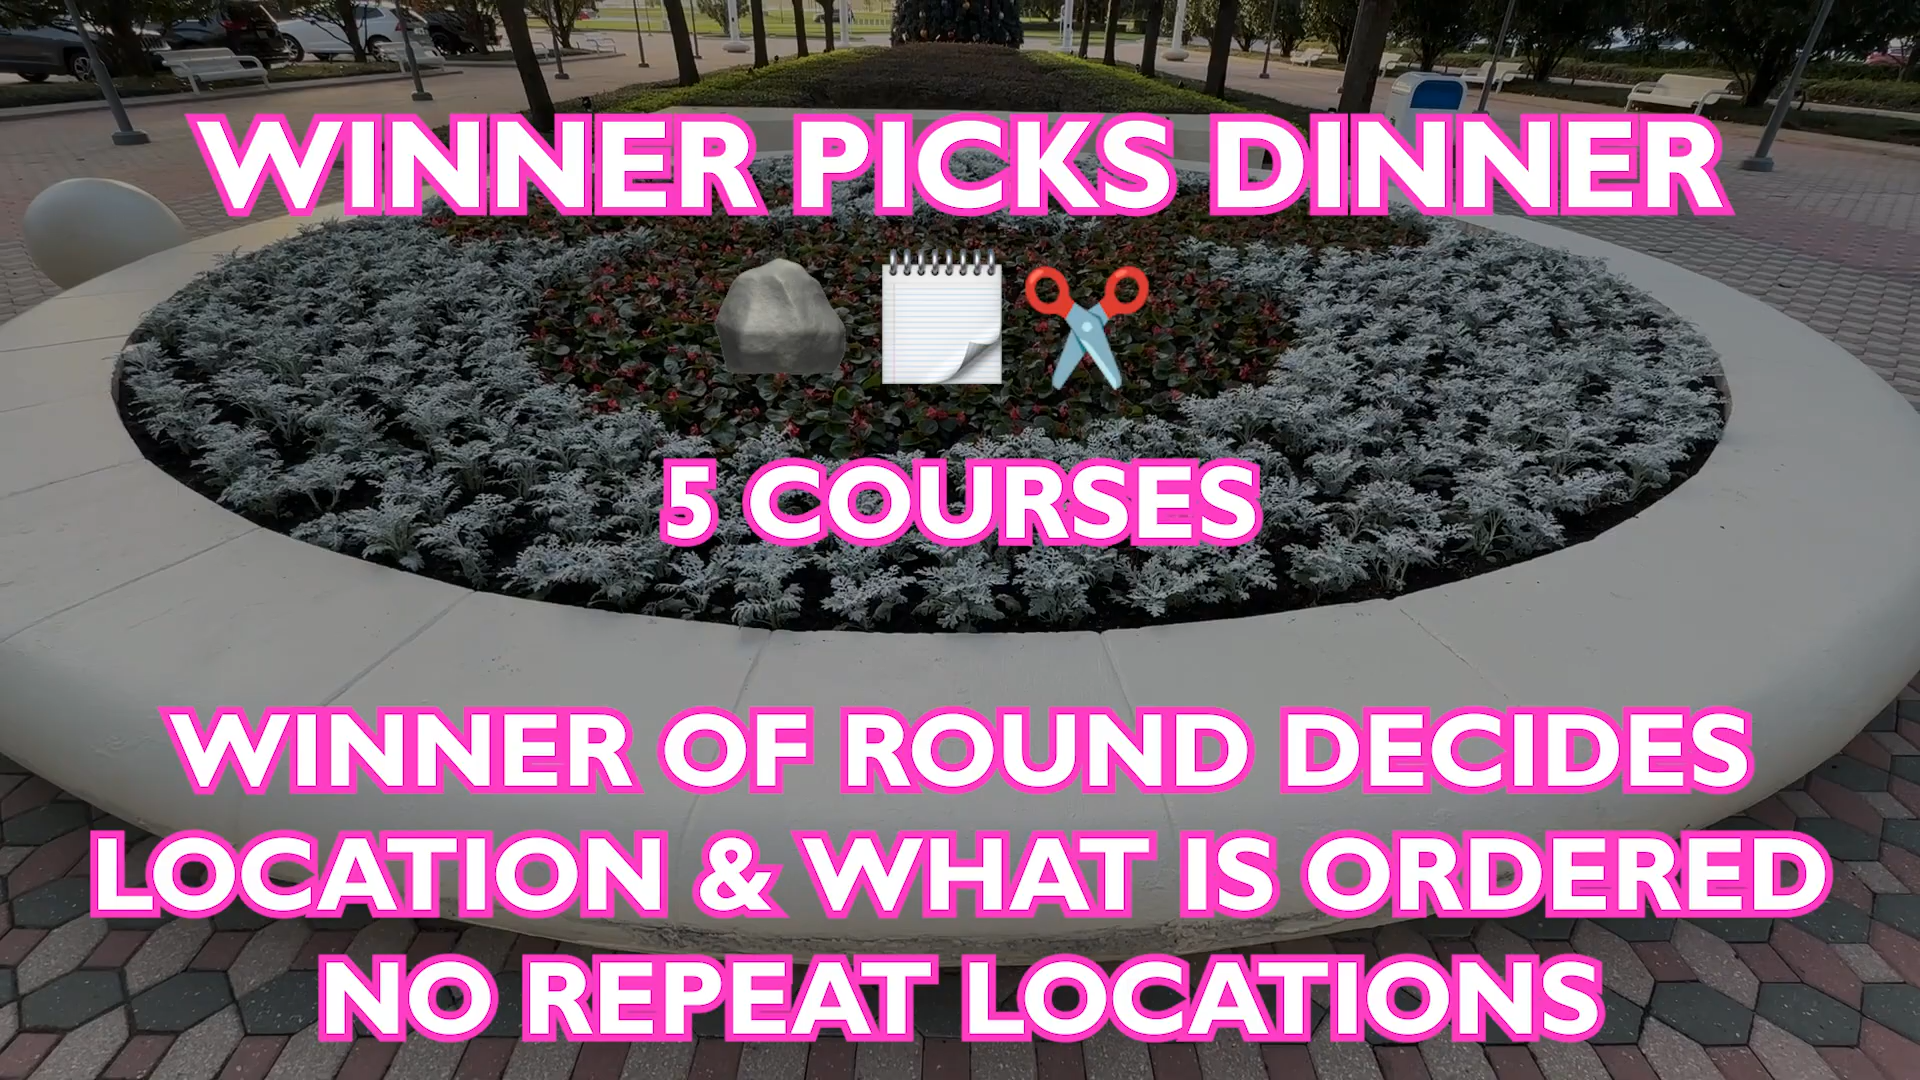 WINNER PICKS DINNER
5 COURSES
WINNER OF ROUND DECIDES
LOCATION & WHAT IS ORDERED
NO REPEAT LOCATIONS